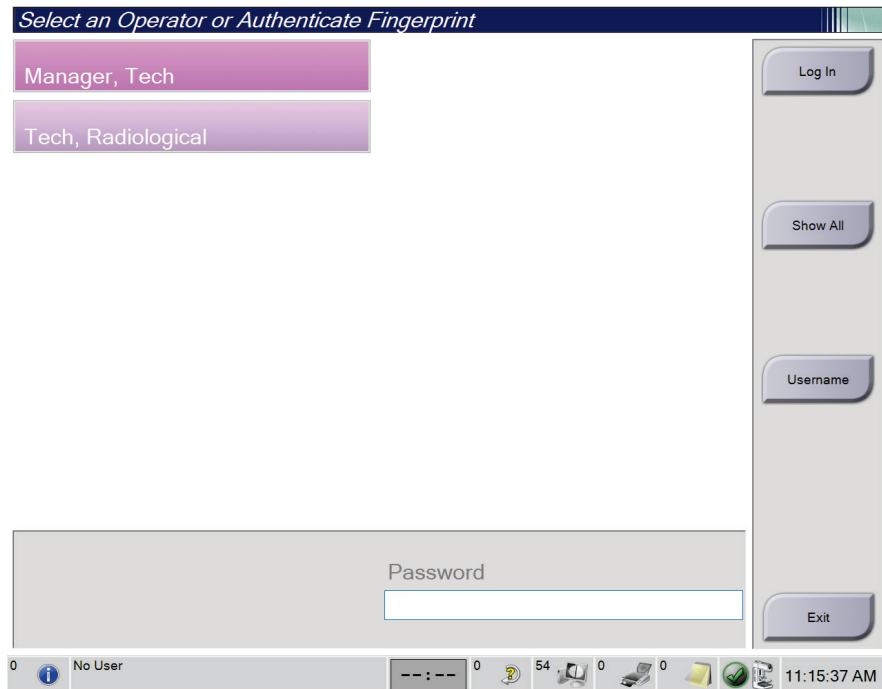 Select an Operator or Authenticate Fingerprint
Manager, Tech
Tech, Radiological
Log In
Show All
Username
Password
Exit
0
No User
--:--
0
54
0
0
11:15:37 AM